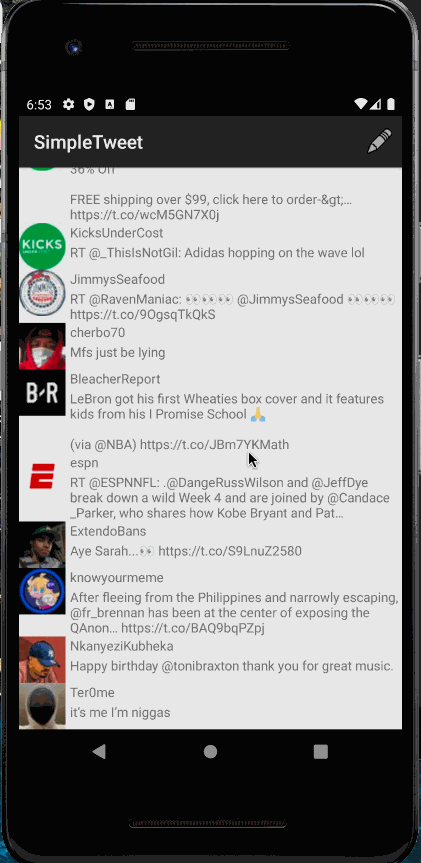 6:53
SimpleTweet
36% Off
FREE shipping over $99, click here to order-&gt;…
https://t.co/wcM5GN7X0j
KICKS
KicksUnderCost
RT @_ThisIsNotGil: Adidas hopping on the wave lol
JimmysSeafood
RT @RavenManiac: 👀👀👀 @JimmysSeafood 👀👀👀
https://t.co/9OgsqTkQkS
cherbo70
Mfs just be lying
B·R
BleacherReport
LeBron got his first Wheaties box cover and it features
kids from his I Promise School 🙏
(via @NBA) https://t.co/JBm7YKMath
E
espn
RT @ESPNNFL: .@DangeRussWilson and @JeffDye
break down a wild Week 4 and are joined by @Candace
_Parker, who shares how Kobe Bryant and Pat…
ExtendoBans
Aye Sarah...👀 https://t.co/S9LnuZ2580
knowyourmeme
After fleeing from the Philippines and narrowly escaping,
@fr_brennan has been at the center of exposing the
QAnon… https://t.co/BAQ9bqPZpj
NkanyeziKubheka
Happy birthday @tonibraxton thank you for great music.
Ter0me
it's me I'm niggas